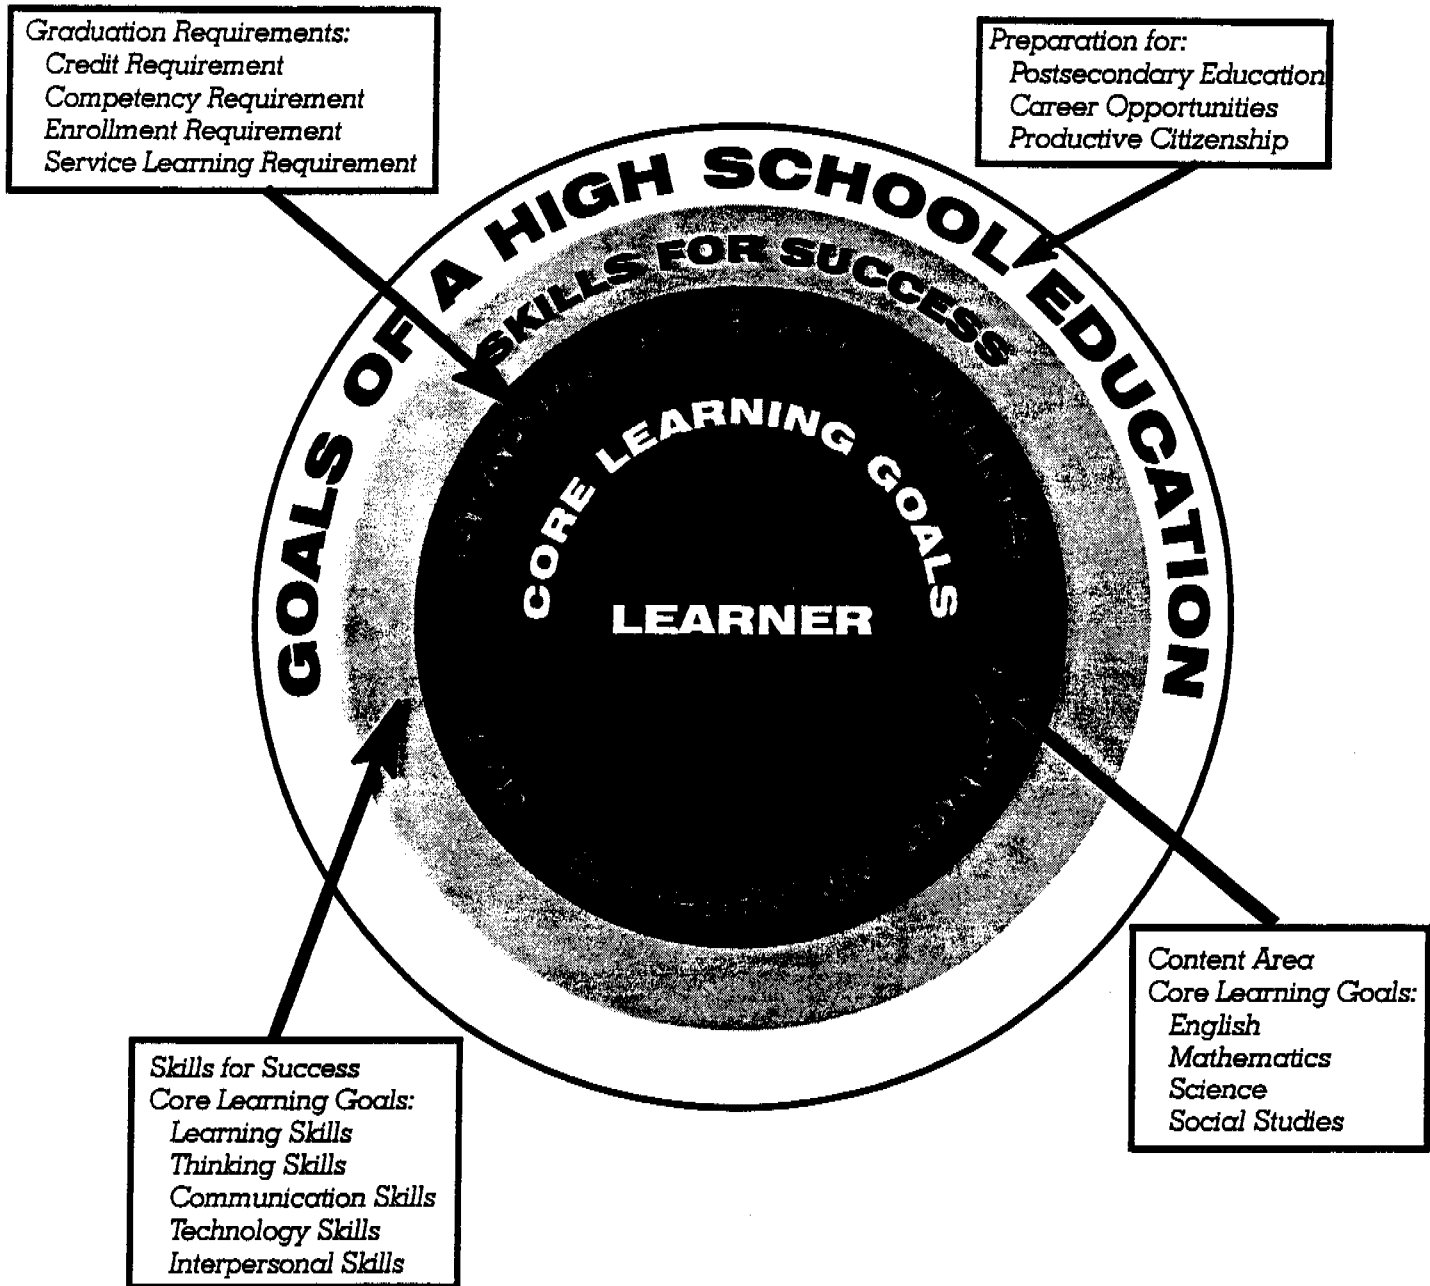 Graduation Requirements:
Credit Requirement
Competency Requirement
Enrollment Requirement
Service Learning Requirement
Preparation for:
Postsecondary Education
Career Opportunities
Productive Citizenship
GOALS OF A HIGH SCHOOL EDUCATION
SKILLS FOR SUCCESS
CORE LEARNING GOALS
LEARNER
Skills for Success
Core Learning Goals:
Learning Skills
Thinking Skills
Communication Skills
Technology Skills
Interpersonal Skills
Content Area
Core Learning Goals:
English
Mathematics
Science
Social Studies